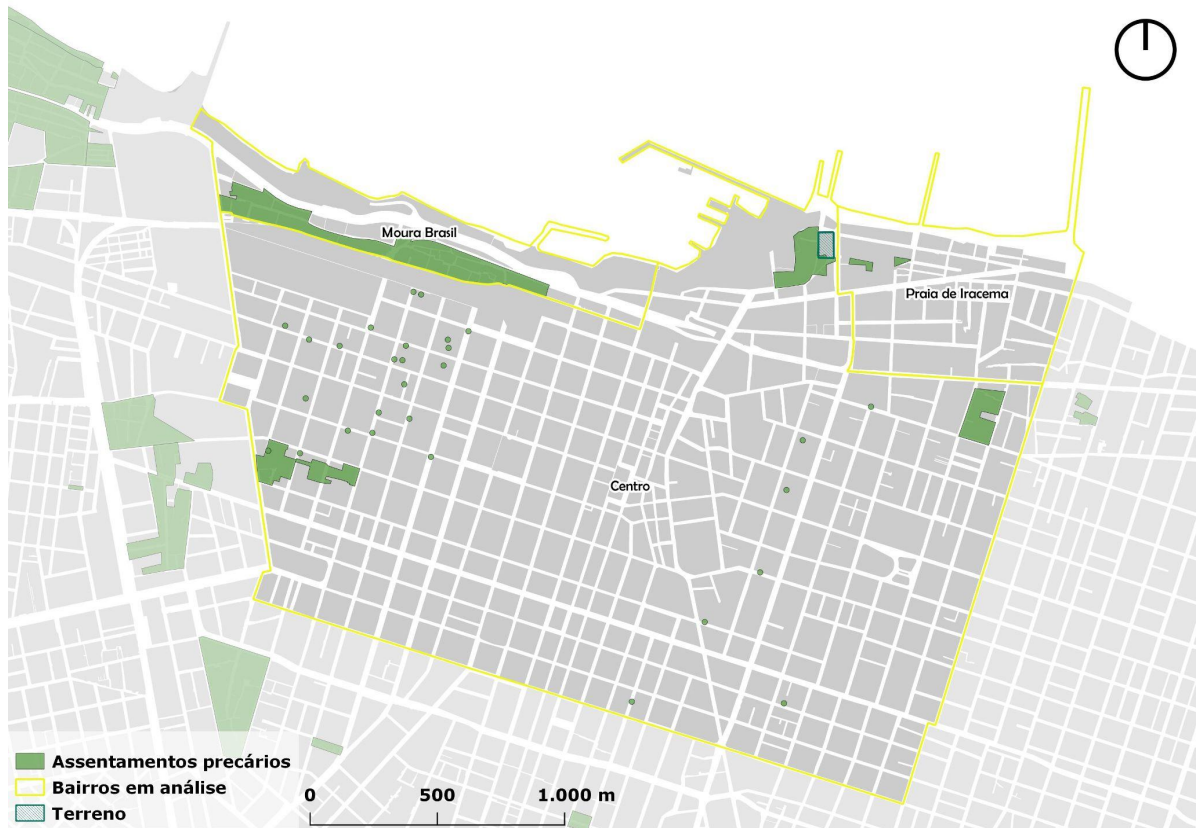 Moura Brasil
Praia de Iracema
Centro
Assentamentos precários
Bairros em análise
Terreno
0 500 1.000 m